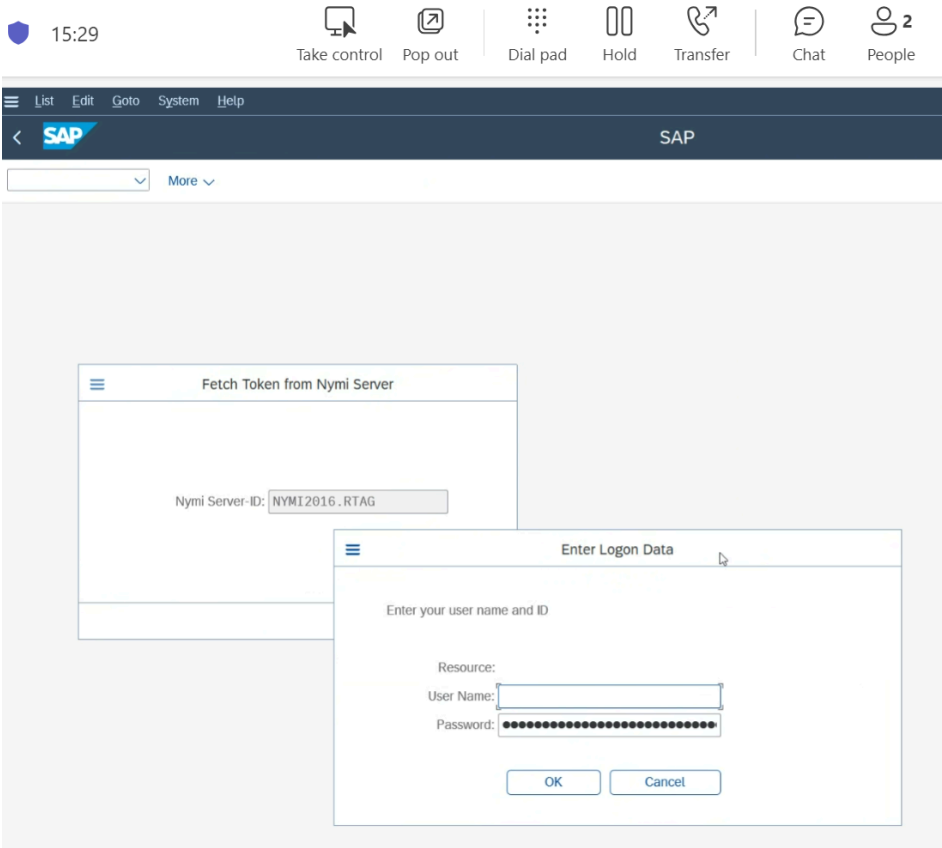 15:29
Take control Pop out Dial pad Hold Transfer Chat 2 People
List Edit Goto System Help
SAP SAP
More
Fetch Token from Nymi Server
Nymi Server-ID: NYMI2016.RTAG
Enter Logon Data
Enter your user name and ID
Resource:
User Name:
Password:
OK Cancel